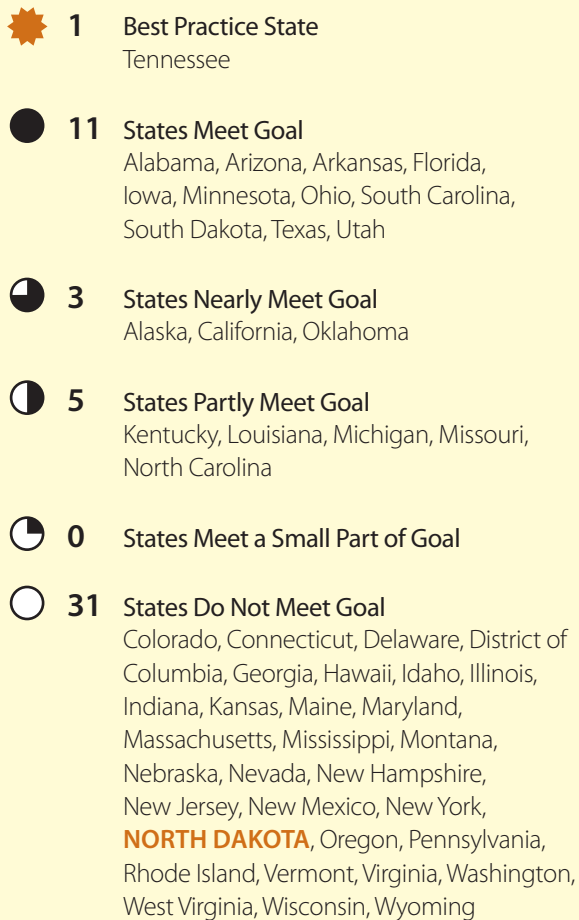 1 Best Practice State
Tennessee
11 States Meet Goal
Alabama, Arizona, Arkansas, Florida,
Iowa, Minnesota, Ohio, South Carolina,
South Dakota, Texas, Utah
3 States Nearly Meet Goal
Alaska, California, Oklahoma
5 States Partly Meet Goal
Kentucky, Louisiana, Michigan, Missouri,
North Carolina
0 States Meet a Small Part of Goal
31 States Do Not Meet Goal
Colorado, Connecticut, Delaware, District of
Columbia, Georgia, Hawaii, Idaho, Illinois,
Indiana, Kansas, Maine, Maryland,
Massachusetts, Mississippi, Montana,
Nebraska, Nevada, New Hampshire,
New Jersey, New Mexico, New York,
NORTH DAKOTA, Oregon, Pennsylvania,
Rhode Island, Vermont, Virginia, Washington,
West Virginia, Wisconsin, Wyoming